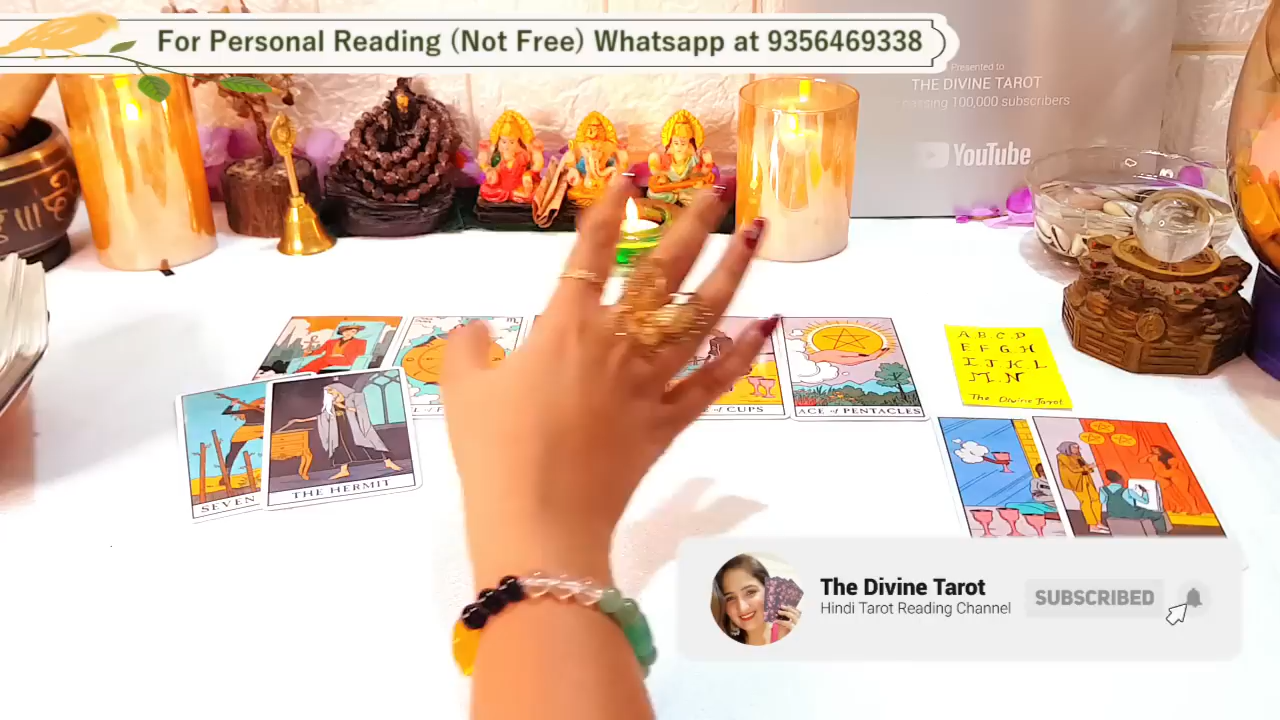 For Personal Reading (Not Free) Whatsapp at 9356469338
Presented to
THE DIVINE TAROT
passing 100,000 subscribers
YouTube
A B C D
E F G H
I J K L
M N
The Divine Tarot
CUPS
ACE of PENTACLES
SEVEN
THE HERMIT
The Divine Tarot
Hindi Tarot Reading Channel
SUBSCRIBED